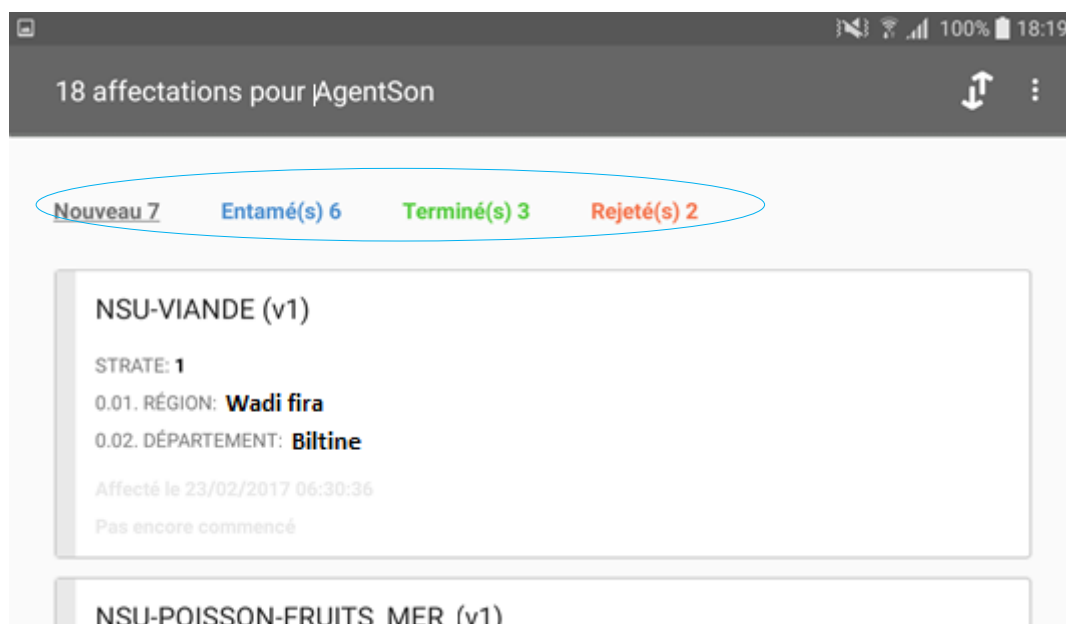 100% 18:19
18 affectations pour AgentSon
Nouveau 7 Entamé(s) 6 Terminé(s) 3 Rejeté(s) 2
NSU-VIANDE (v1)
STRATE: 1
0.01. RÉGION: Wadi fira
0.02. DÉPARTEMENT: Biltine
Affecté le 23/02/2017 06:30:36
Pas encore commencé
NSU-POISSON-FRUITS_MER (v1)